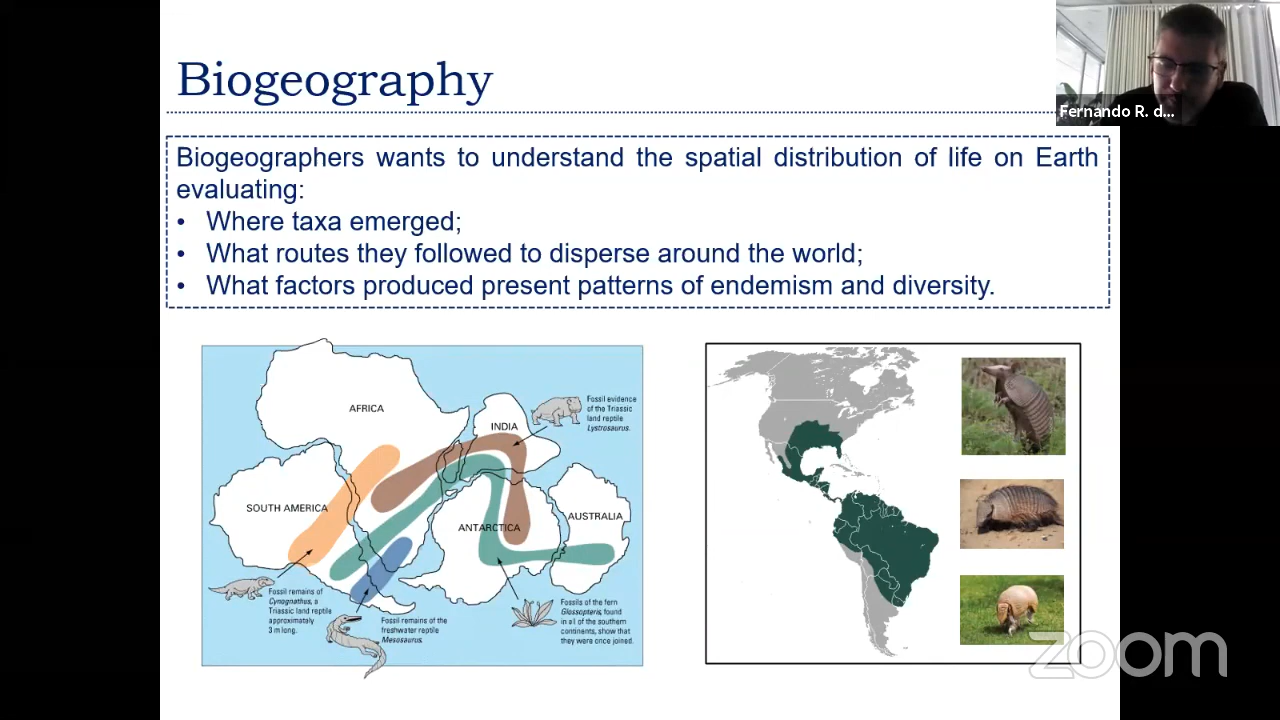 Biogeography
Fernando R. d...
Biogeographers wants to understand the spatial distribution of life on Earth
evaluating:
• Where taxa emerged;
• What routes they followed to disperse around the world;
• What factors produced present patterns of endemism and diversity.
AFRICA
INDIA
SOUTH AMERICA
ANTARCTICA
AUSTRALIA
Fossil evidence
of the Triassic
land reptile
Lystrosaurus.
Fossil remains of
Cynognathus, a
Triassic land reptile
approximately
3 m long.
Fossil remains of the
freshwater reptile
Mesosaurus.
Fossils of the fern
Glossopteris, found
in all of the southern
continents, show that
they were once joined.
zoom